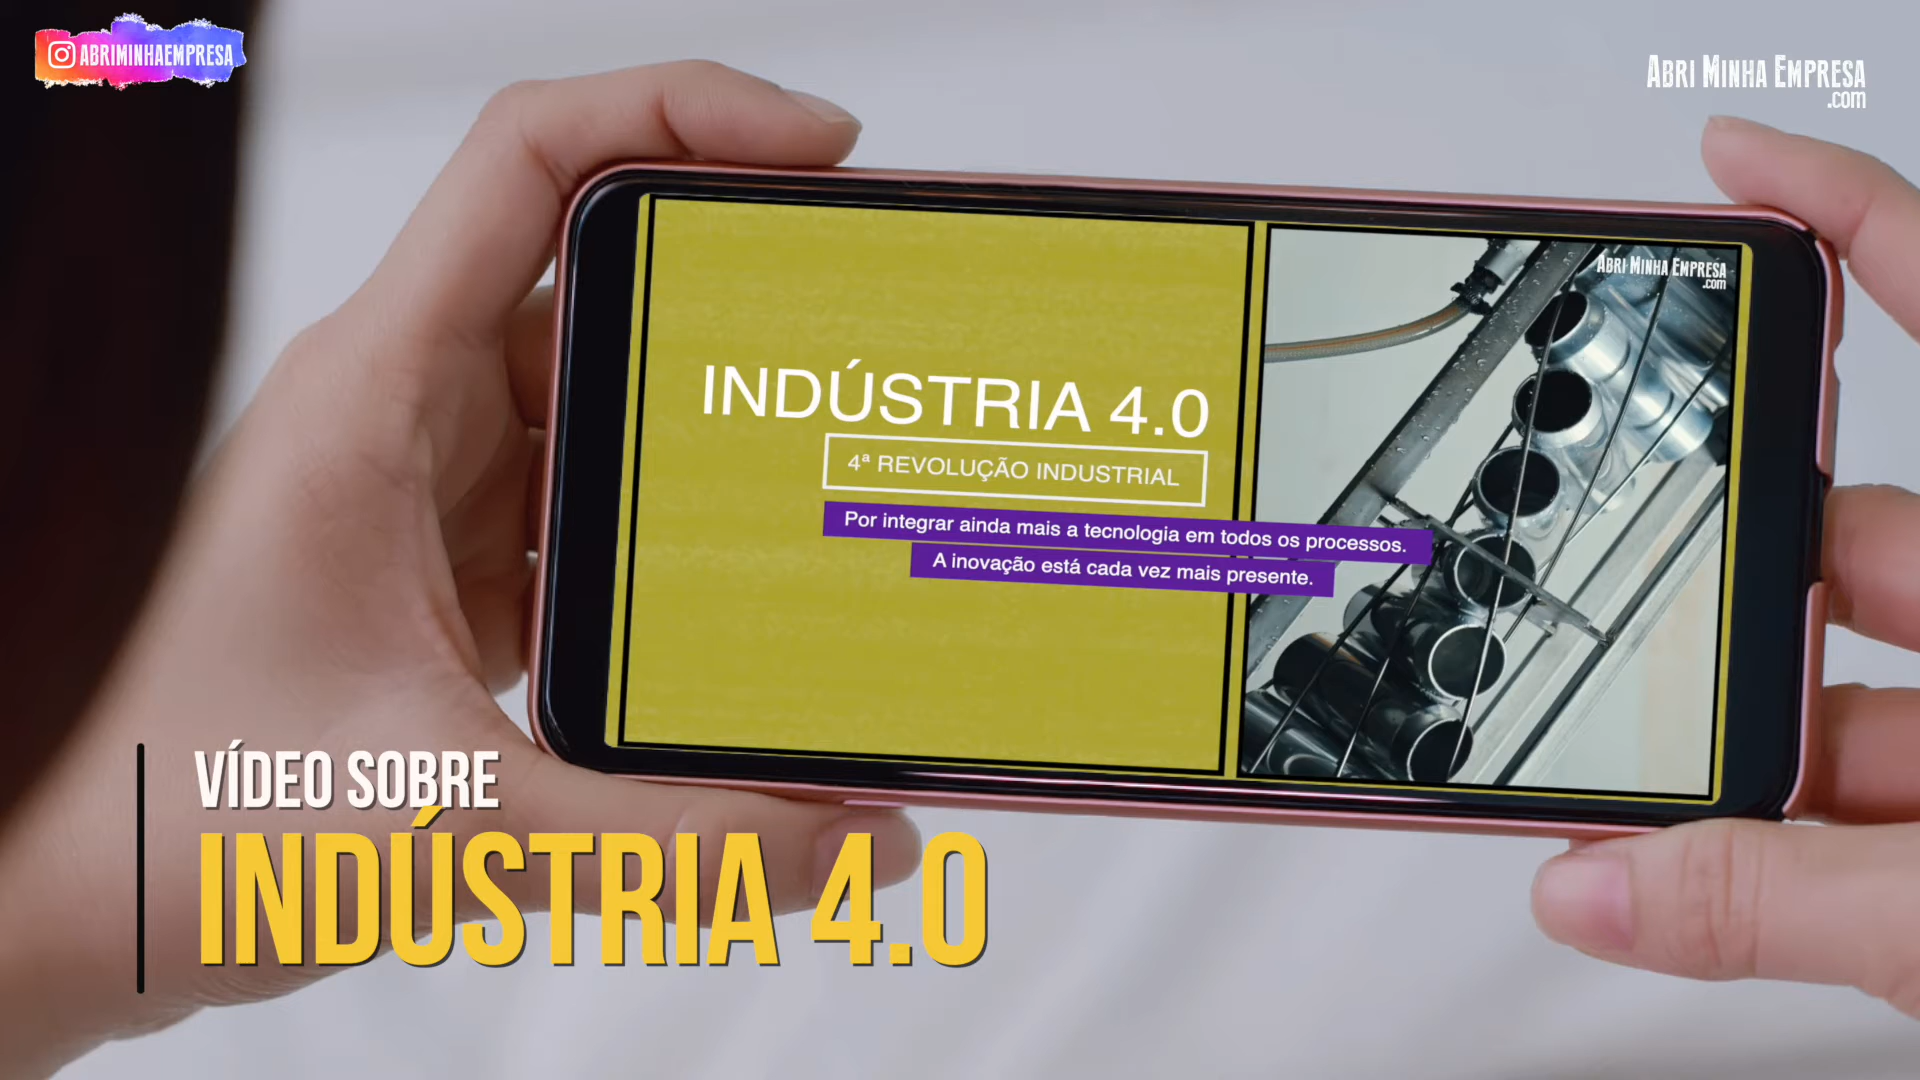 ABRIMINHAEMPRESA
ABRI MINHA EMPRESA
.COM
ABRI MINHA EMPRESA
.COM
INDÚSTRIA 4.0
4ª REVOLUÇÃO INDUSTRIAL
Por integrar ainda mais a tecnologia em todos os processos.
A inovação está cada vez mais presente.
VÍDEO SOBRE
INDÚSTRIA 4.0